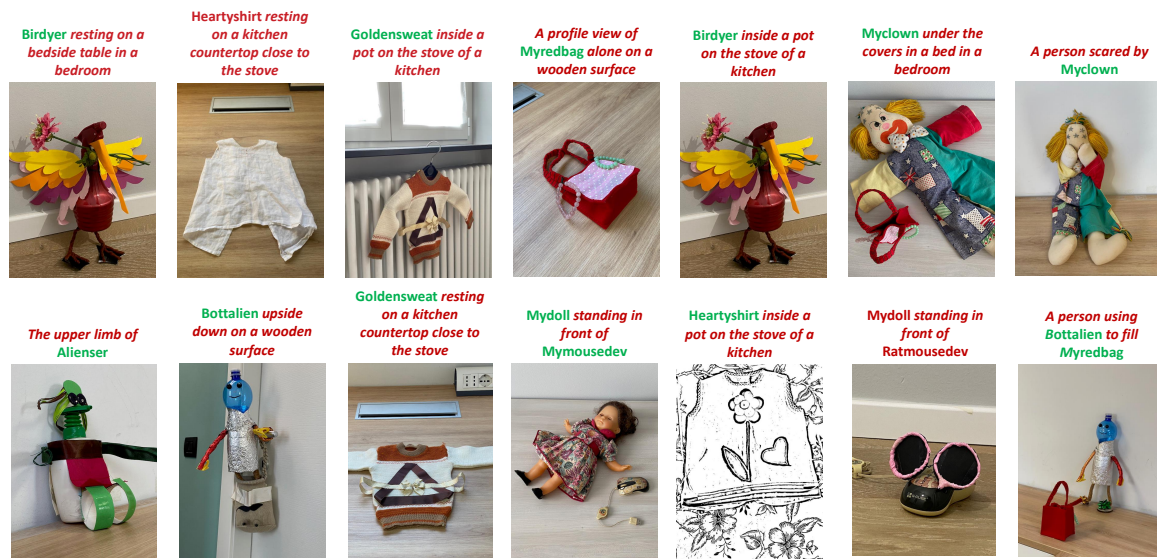 Birdyer resting on a
bedside table in a
bedroom
Heartyshirt resting
on a kitchen
countertop close to
the stove
Goldensweat inside a
pot on the stove of a
kitchen
A profile view of
Myredbag alone on a
wooden surface
Birdyer inside a pot
on the stove of a
kitchen
Myclown under the
covers in a bed in a
bedroom
A person scared by
Myclown
The upper limb of
Alienser
Bottalien upside
down on a wooden
surface
Goldensweat resting
on a kitchen
countertop close to
the stove
Mydoll standing in
front of
Mymousedev
Heartyshirt inside a
pot on the stove of a
kitchen
Mydoll standing in
front of
Ratmousedev
A person using
Bottalien to fill
Myredbag